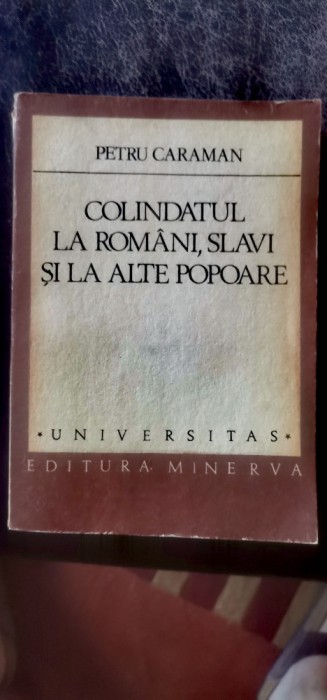 PETRU CARAMAN
COLINDATUL
LA ROMÂNI, SLAVI
ȘI LA ALTE POPOARE
• UNIVERSITAS •
EDITURA MINERVA